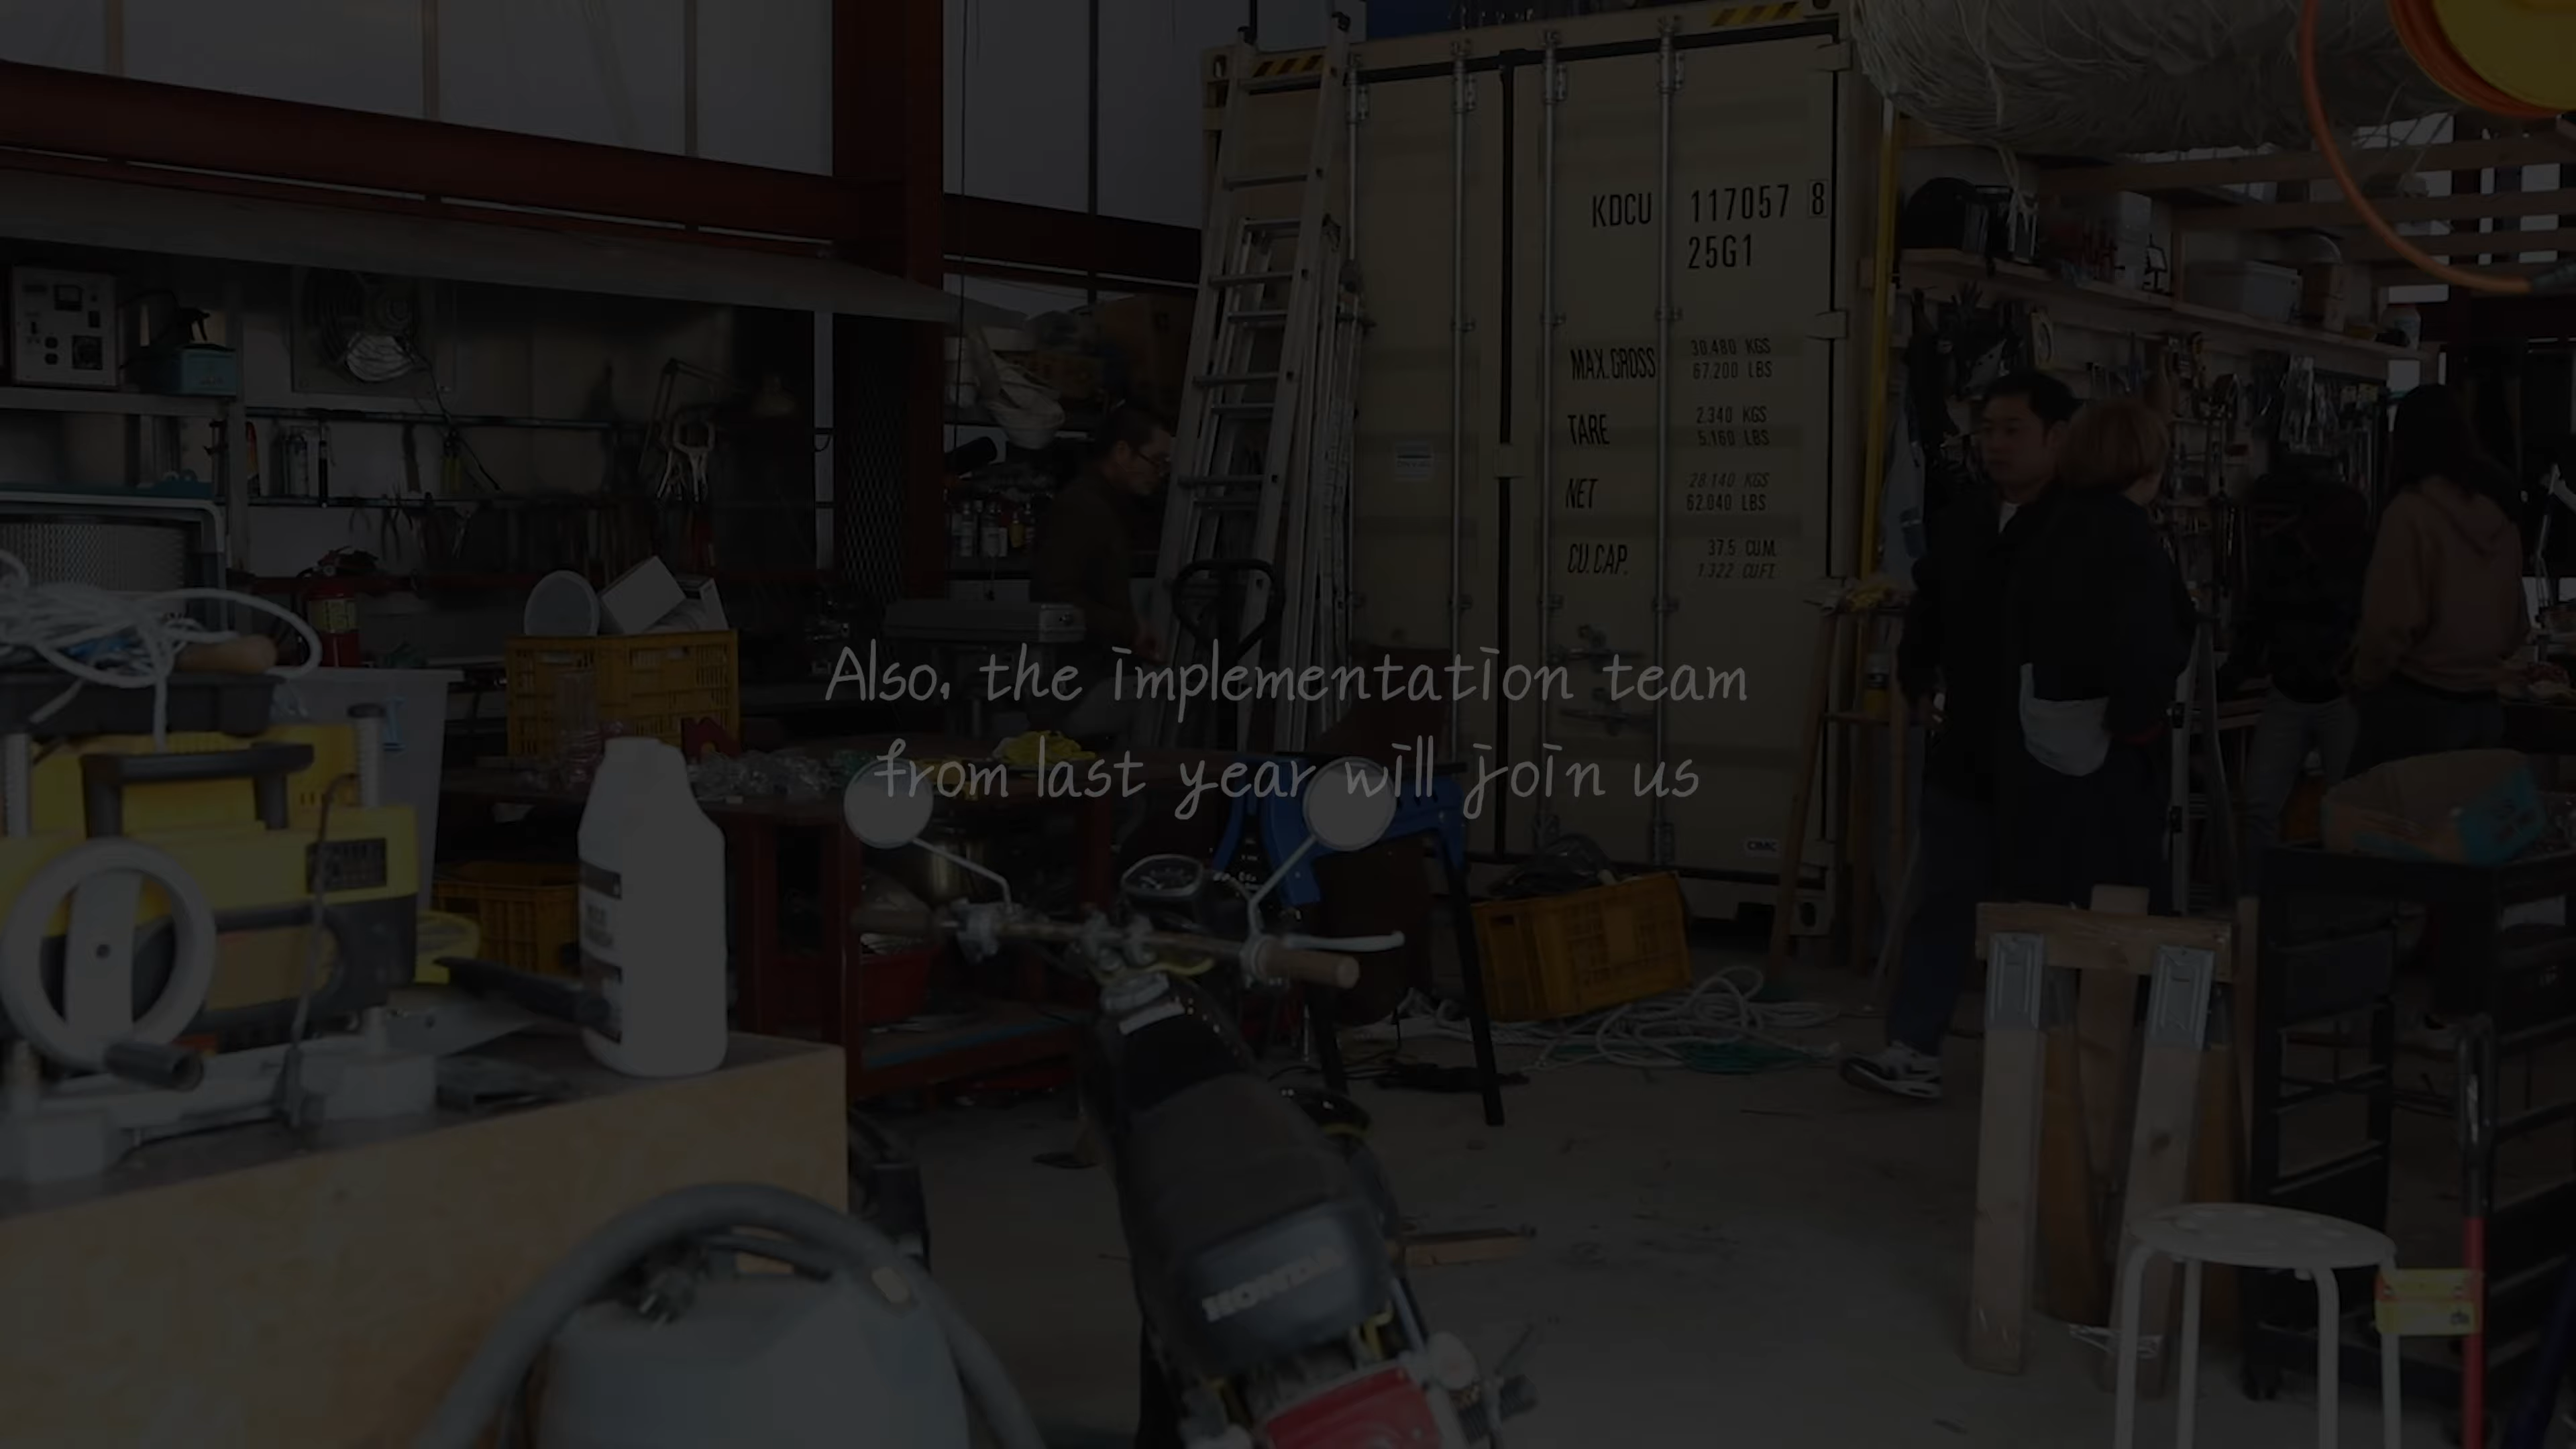 KDCU 117057 8
25G1
MAX.GROSS 30.480 KGS
67.200 LBS
TARE 2.340 KGS
5.160 LBS
NET 28.140 KGS
62.040 LBS
CU.CAP. 37.5 CU.M.
1.322 CU.FT.
Also, the implementation team
from last year will join us
CIMC
HONDA